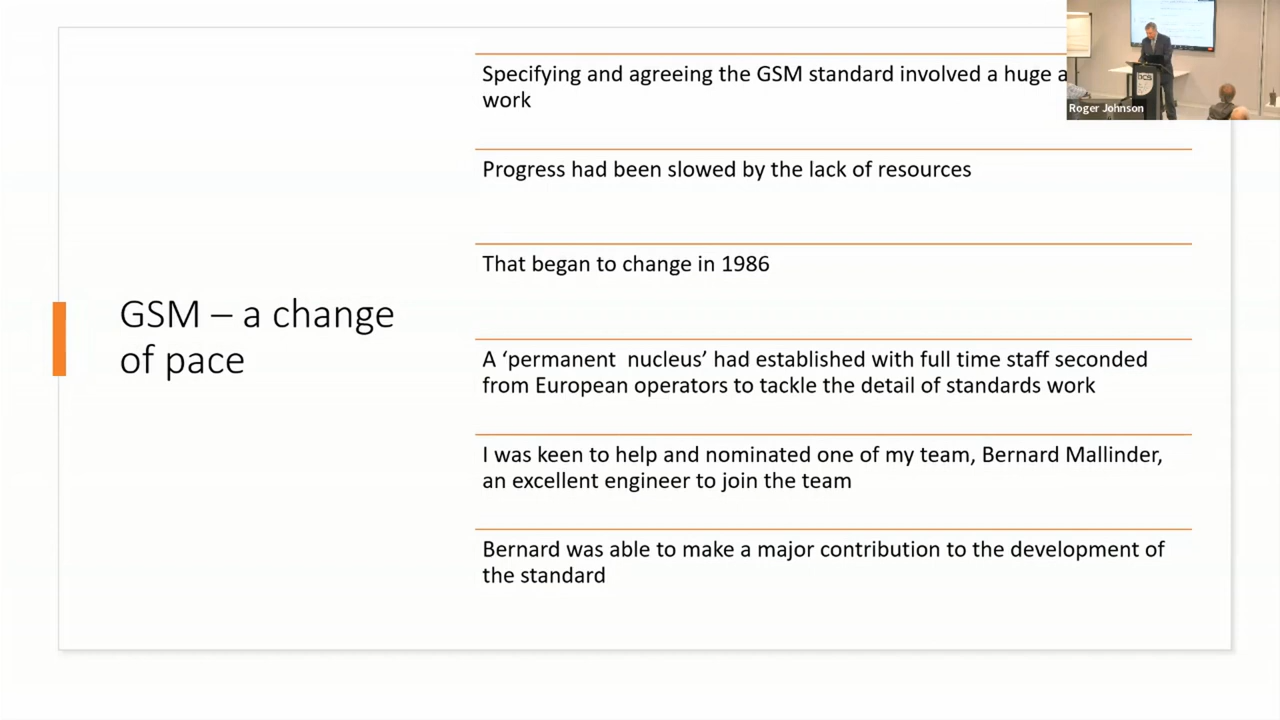 GSM – a change
of pace
Specifying and agreeing the GSM standard involved a huge a
work
Progress had been slowed by the lack of resources
That began to change in 1986
A ‘permanent  nucleus’ had established with full time staff seconded
from European operators to tackle the detail of standards work
I was keen to help and nominated one of my team, Bernard Mallinder,
an excellent engineer to join the team
Bernard was able to make a major contribution to the development of
the standard
BCS
Roger Johnson